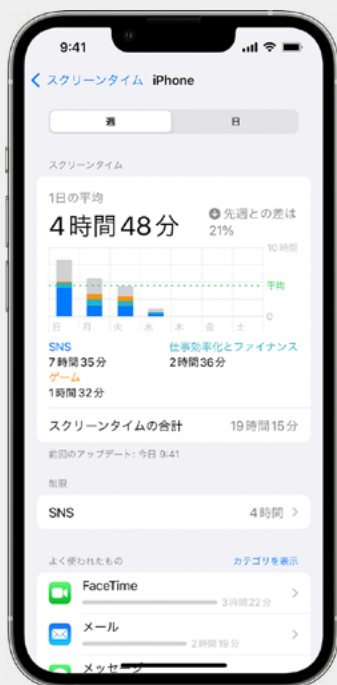 9:41
スクリーンタイム iPhone
週 日
スクリーンタイム
1日の平均
4時間48分
先週との差は
21%
10時間
平均
0
日 月 火 水 木 金 土
SNS 仕事効率化とファイナンス
7時間35分 2時間36分
ゲーム
1時間32分
スクリーンタイムの合計 19時間15分
前回のアップデート: 今日 9:41
制限
SNS 4時間
よく使われたもの カテゴリを表示
FaceTime
3時間22分
メール
2時間19分
メッセージ